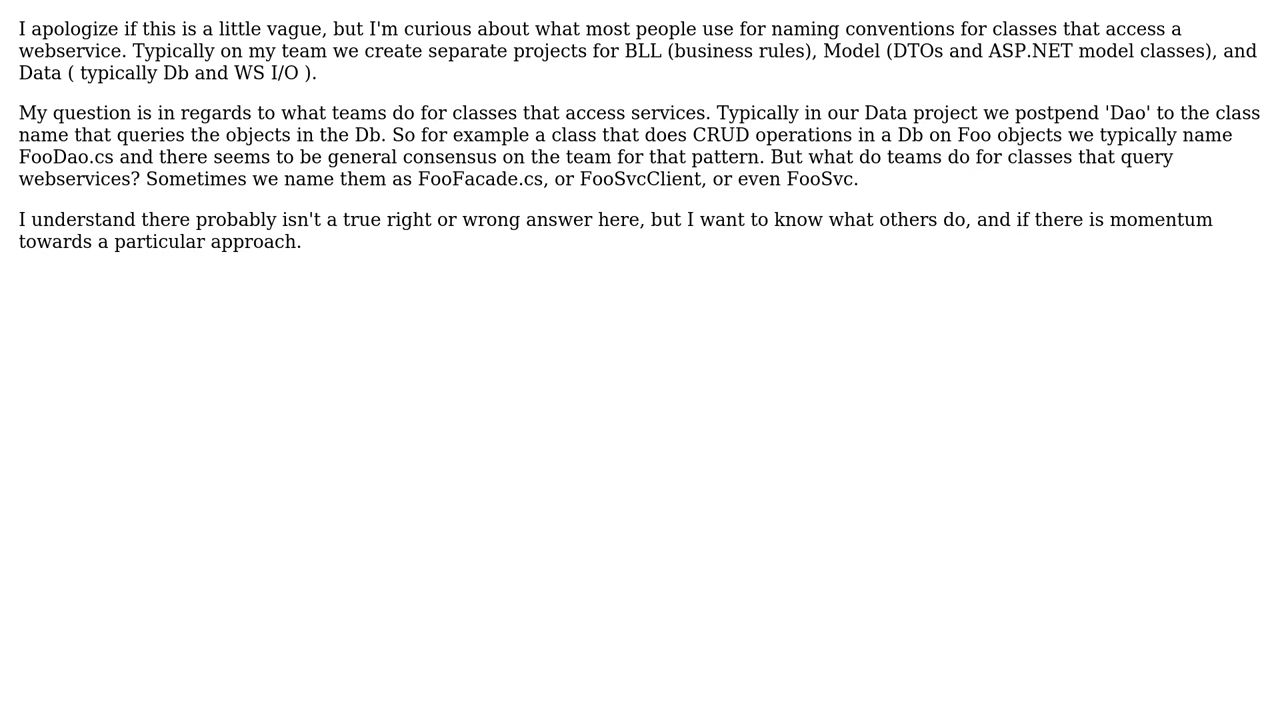 I apologize if this is a little vague, but I'm curious about what most people use for naming conventions for classes that access a
webservice. Typically on my team we create separate projects for BLL (business rules), Model (DTOs and ASP.NET model classes), and
Data ( typically Db and WS I/O ).
My question is in regards to what teams do for classes that access services. Typically in our Data project we postpend 'Dao' to the class
name that queries the objects in the Db. So for example a class that does CRUD operations in a Db on Foo objects we typically name
FooDao.cs and there seems to be general consensus on the team for that pattern. But what do teams do for classes that query
webservices? Sometimes we name them as FooFacade.cs, or FooSvcClient, or even FooSvc.
I understand there probably isn't a true right or wrong answer here, but I want to know what others do, and if there is momentum
towards a particular approach.